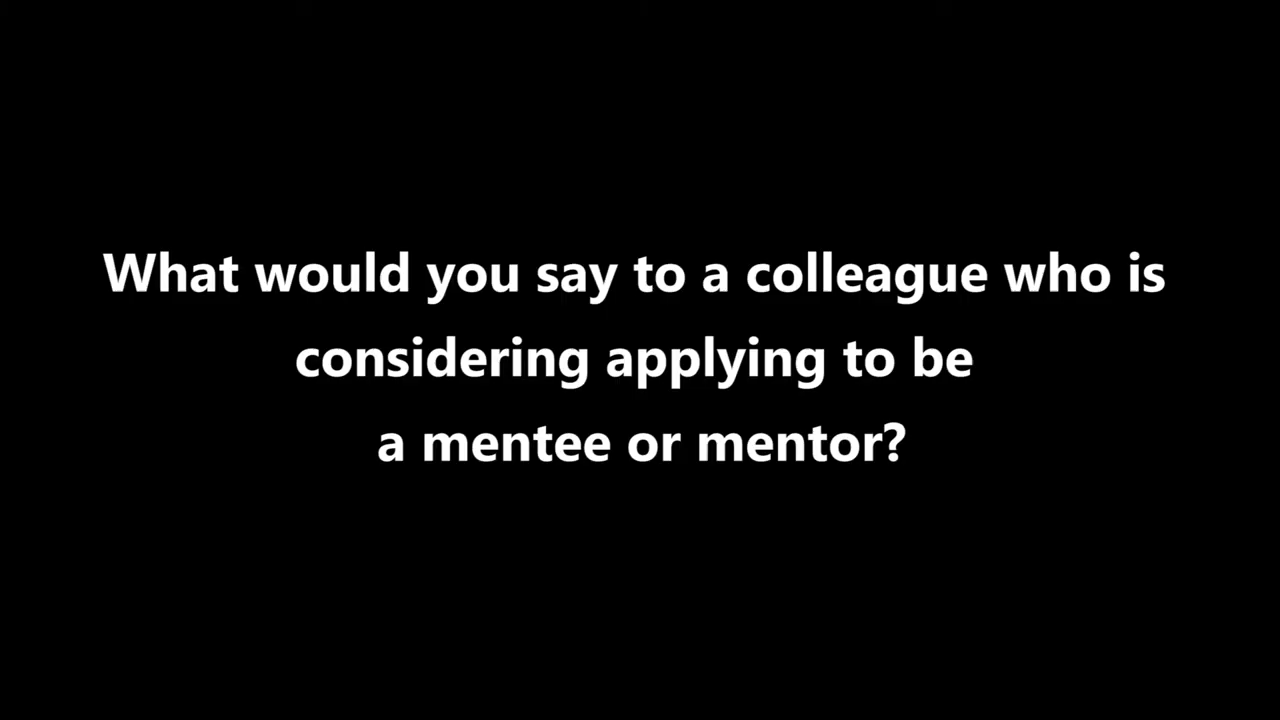 What would you say to a colleague who is
considering applying to be
a mentee or mentor?